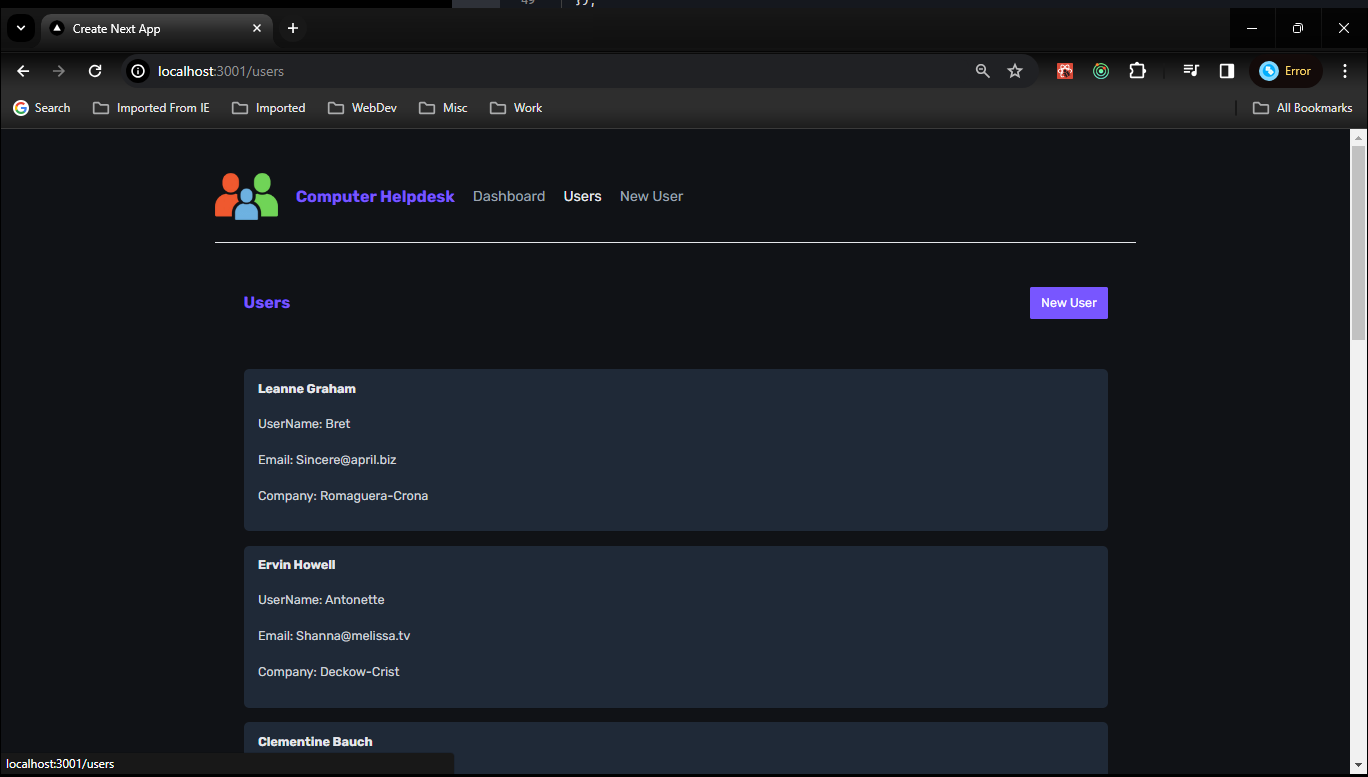 49 });
Create Next App
localhost:3001/users
Error
Search Imported From IE Imported WebDev Misc Work All Bookmarks
Computer Helpdesk Dashboard Users New User
Users New User
Leanne Graham
UserName: Bret
Email: Sincere@april.biz
Company: Romaguera-Crona
Ervin Howell
UserName: Antonette
Email: Shanna@melissa.tv
Company: Deckow-Crist
Clementine Bauch
localhost:3001/users